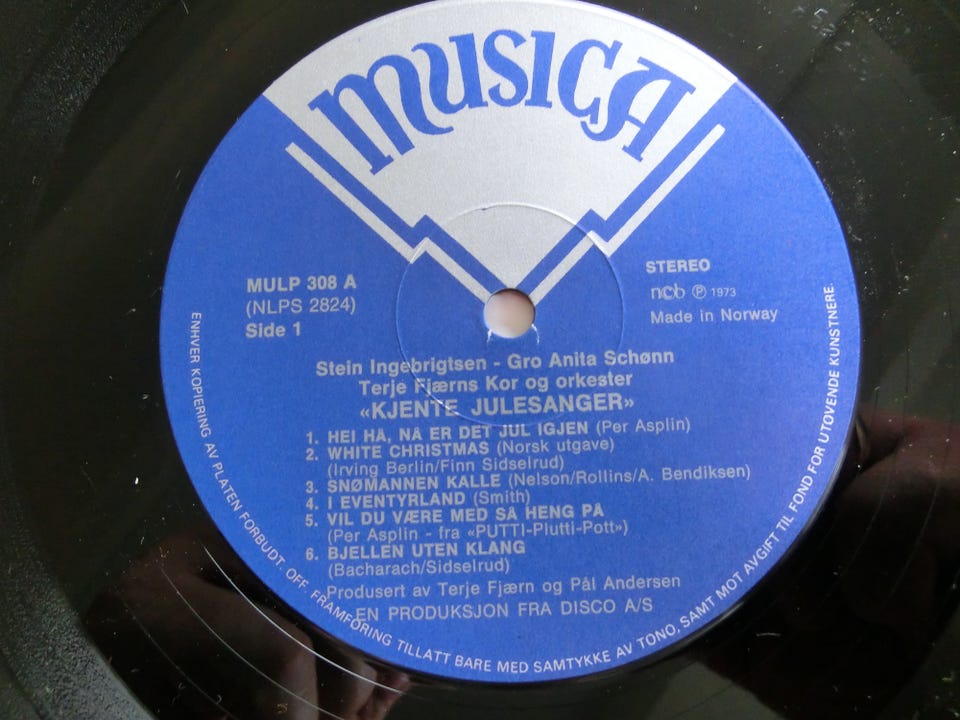 MUSICA
MULP 308 A
(NLPS 2824)
Side 1
STEREO
ncb Ⓟ 1973
Made in Norway
Stein Ingebrigtsen - Gro Anita Schønn
Terje Fjærns Kor og orkester
«KJENTE JULESANGER»
1. HEI HÅ, NÅ ER DET JUL IGJEN (Per Asplin)
2. WHITE CHRISTMAS (Norsk utgave)
(Irving Berlin/Finn Sidselrud)
3. SNØMANNEN KALLE (Nelson/Rollins/A. Bendiksen)
4. I EVENTYRLAND (Smith)
5. VIL DU VÆRE MED SÅ HENG PÅ
(Per Asplin - fra «PUTTI-Plutti-Pott»)
6. BJELLEN UTEN KLANG
(Bacharach/Sidselrud)
Produsert av Terje Fjærn og Pål Andersen
EN PRODUKSJON FRA DISCO A/S
ENHVER KOPIERING AV PLATEN FORBUDT. OFF. FRAMFØRING TILLATT BARE MED SAMTYKKE AV TONO, SAMT MOT AVGIFT TIL FOND FOR UTØVENDE KUNSTNERE.